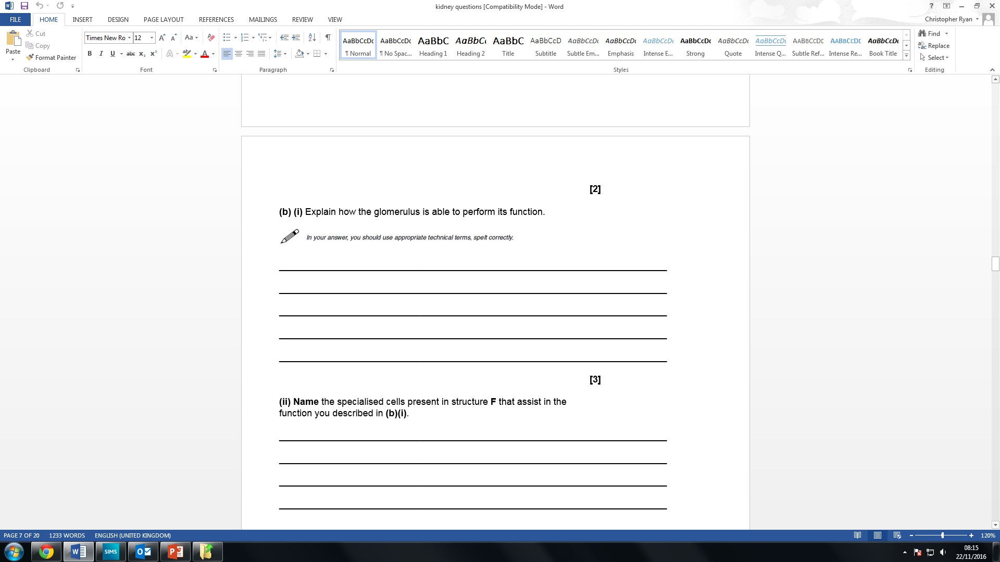 kidney questions [Compatibility Mode] - Word
FILE HOME INSERT DESIGN PAGE LAYOUT REFERENCES MAILINGS REVIEW VIEW
Christopher Ryan
Paste
Cut
Copy
Format Painter
Clipboard
Times New Ro 12
Font
Paragraph
AaBbCcDc AaBbCcDc AaBbC AaBbCc AaBbC AaBbCcD AaBbCcDc AaBbCcDc AaBbCcDc AaBbCcDc AaBbCcDc AaBbCcDc AABBCCDE AABBCCDE AaBbCcDc
¶ Normal ¶ No Spac... Heading 1 Heading 2 Title Subtitle Subtle Em... Emphasis Intense E... Strong Quote Intense Q... Subtle Ref... Intense Re... Book Title
Styles
Find
Replace
Select
Editing
[2]
(b) (i) Explain how the glomerulus is able to perform its function.
In your answer, you should use appropriate technical terms, spelt correctly.
[3]
(ii) Name the specialised cells present in structure F that assist in the
function you described in (b)(i).
PAGE 7 OF 20 1233 WORDS ENGLISH (UNITED KINGDOM)
120%
SIMS
08:15
22/11/2016